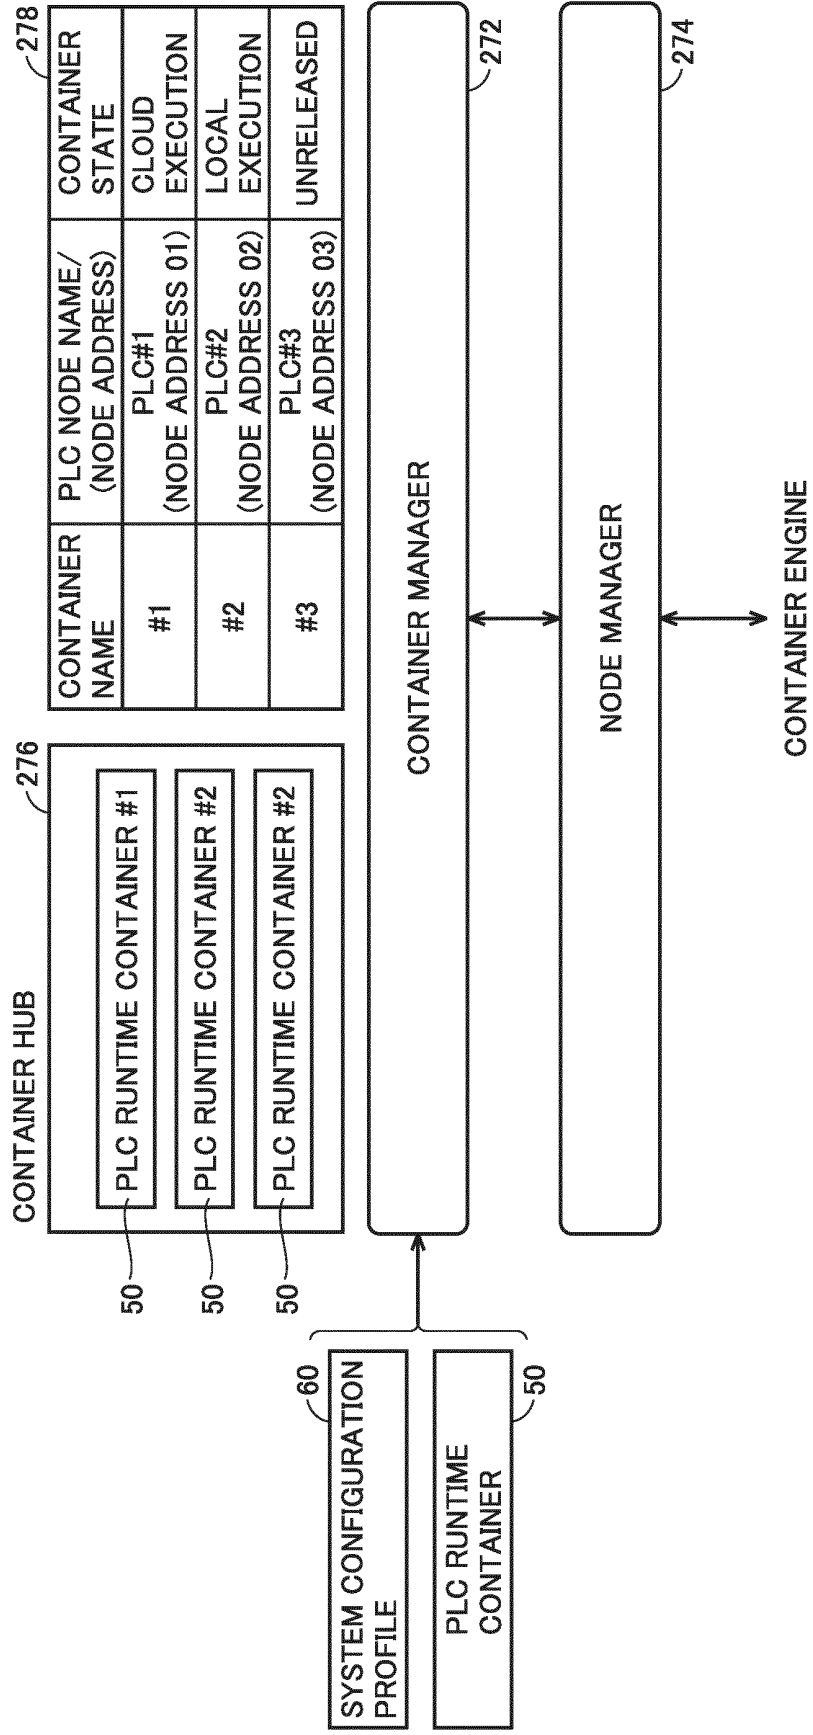 CONTAINER HUB
276
PLC RUNTIME CONTAINER #1
PLC RUNTIME CONTAINER #2
PLC RUNTIME CONTAINER #2
50
50
50
278
CONTAINER
NAME
PLC NODE NAME/
(NODE ADDRESS)
CONTAINER
STATE
#1
PLC#1
(NODE ADDRESS 01)
CLOUD
EXECUTION
#2
PLC#2
(NODE ADDRESS 02)
LOCAL
EXECUTION
#3
PLC#3
(NODE ADDRESS 03)
UNRELEASED
60
SYSTEM CONFIGURATION
PROFILE
PLC RUNTIME
CONTAINER
50
CONTAINER MANAGER
272
NODE MANAGER
274
CONTAINER ENGINE